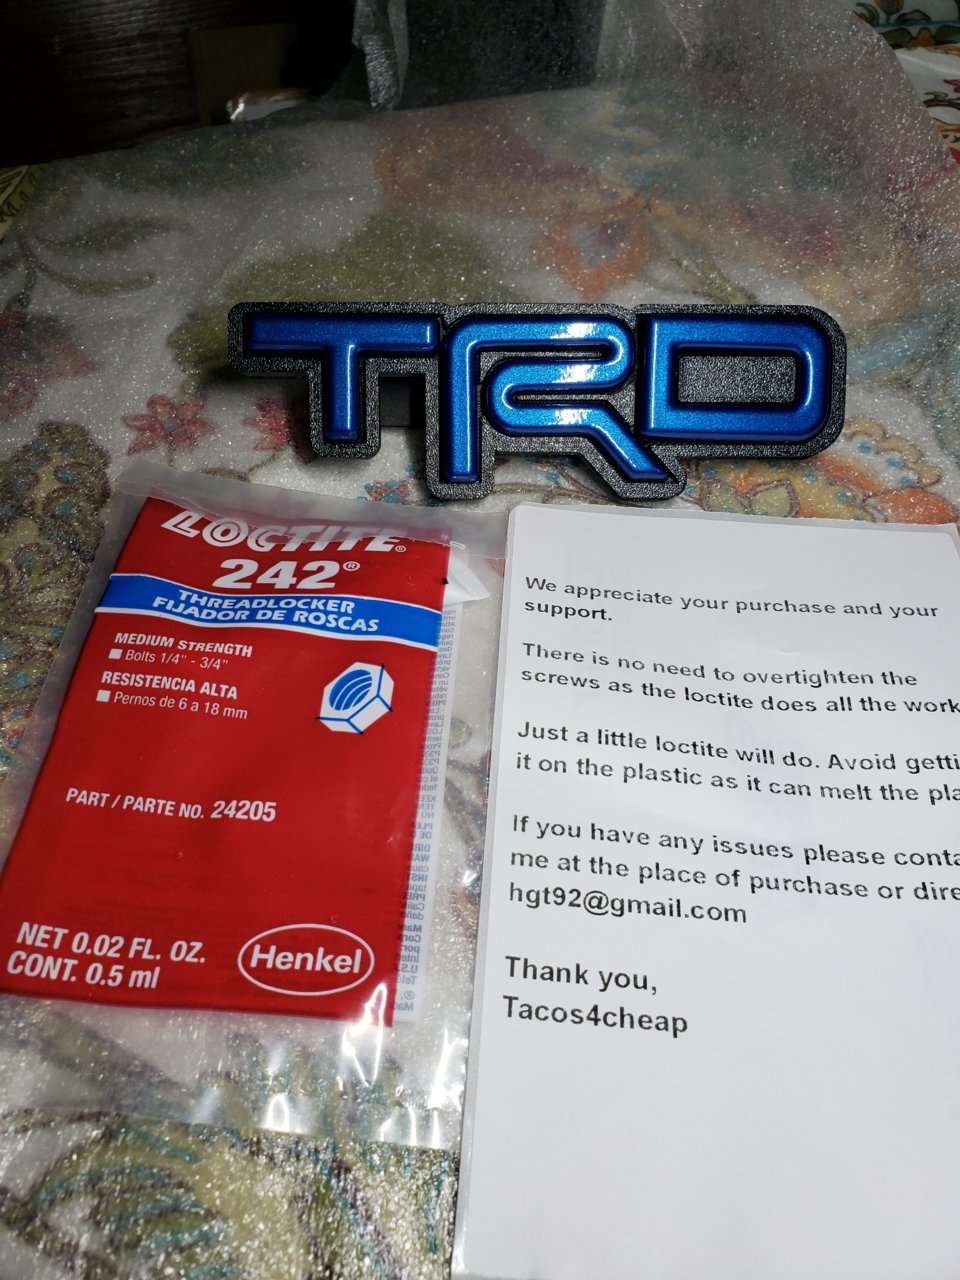 TRD
LOCTITE®
242®
THREADLOCKER
FIJADOR DE ROSCAS
MEDIUM STRENGTH
Bolts 1/4" - 3/4"
RESISTENCIA ALTA
Pernos de 6 a 18 mm
PART / PARTE NO. 24205
NET 0.02 FL. OZ.
CONT. 0.5 ml
Henkel
We appreciate your purchase and your
support.
There is no need to overtighten the
screws as the loctite does all the work
Just a little loctite will do. Avoid getti
it on the plastic as it can melt the pla
If you have any issues please conta
me at the place of purchase or dire
hgt92@gmail.com
Thank you,
Tacos4cheap